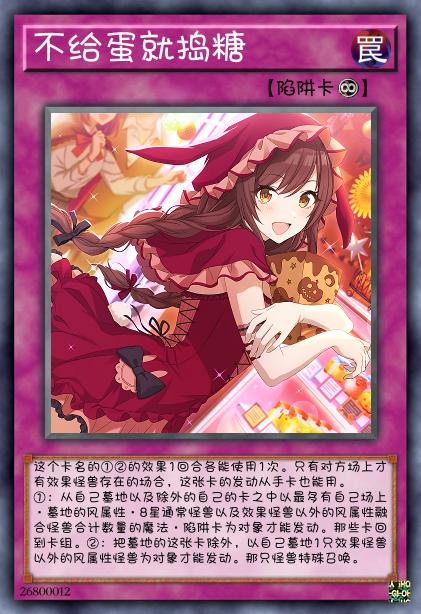 不给蛋就捣糖
罠
【陷阱卡♾】
这个卡名的①②的效果1回合各能使用1次。只有对方场上才
有效果怪兽存在的场合，这张卡的发动从手卡也能用。
①：从自己墓地以及除外的自己的卡之中以最多有自己场上
・墓地的风属性・8星通常怪兽以及效果怪兽以外的风属性融
合怪兽合计数量的魔法・陷阱卡为对象才能发动。那些卡回
到卡组。②：把墓地的这张卡除外，以自己墓地1只效果怪兽
以外的风属性怪兽为对象才能发动。那只怪兽特殊召唤。
26800012